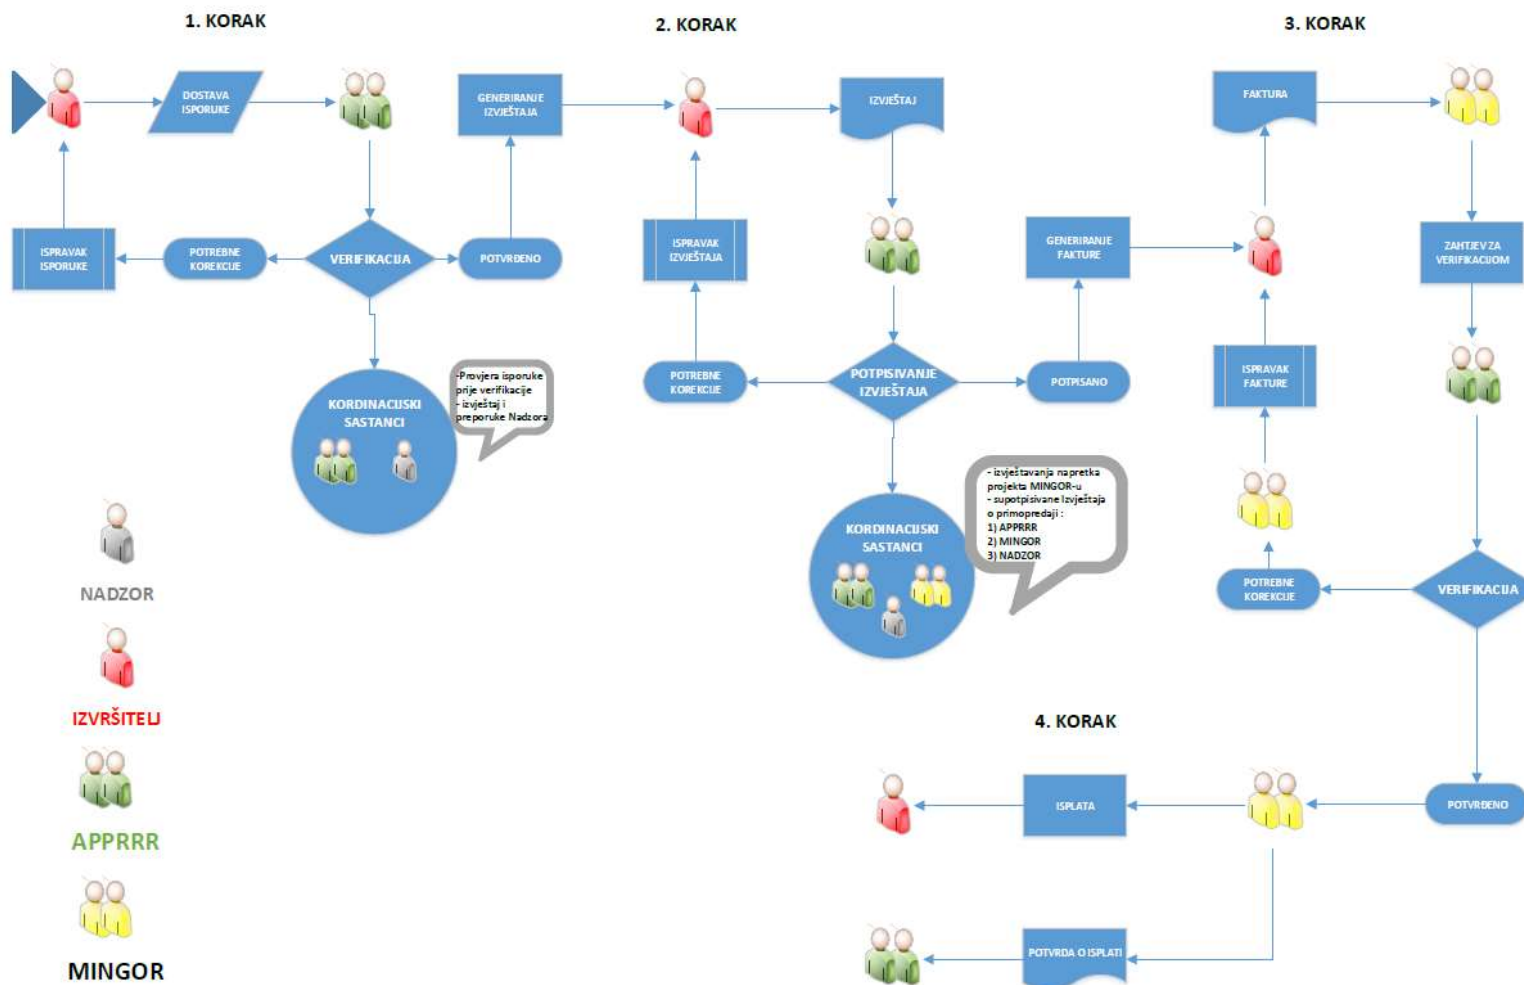 1. KORAK
DOSTAVA
ISPORUKE
ISPRAVAK
ISPORUKE
POTREBNE
KOREKCIJE
VERIFIKACIJA
POTVRĐENO
KORDINACIJSKI
SASTANCI
-Provjera isporuke
prije verifikacije
- izvještaj i
preporuke Nadzora
2. KORAK
GENERIRANJE
IZVJEŠTAJA
IZVJEŠTAJ
ISPRAVAK
IZVJEŠTAJA
POTREBNE
KOREKCIJE
POTPISIVANJE
IZVJEŠTAJA
POTPISANO
KORDINACIJSKI
SASTANCI
- izvještavanja napretka
projekta MINGOR-u
- supotpisivane Izvještaja
o primopredaji :
1) APPRRR
2) MINGOR
3) NADZOR
3. KORAK
GENERIRANJE
FAKTURE
FAKTURA
ZAHTJEV ZA
VERIFIKACIJOM
ISPRAVAK
FAKTURE
POTREBNE
KOREKCIJE
VERIFIKACIJA
POTVRĐENO
4. KORAK
ISPLATA
POTVRDA O ISPLATI
NADZOR
IZVRŠITELJ
APPRRR
MINGOR